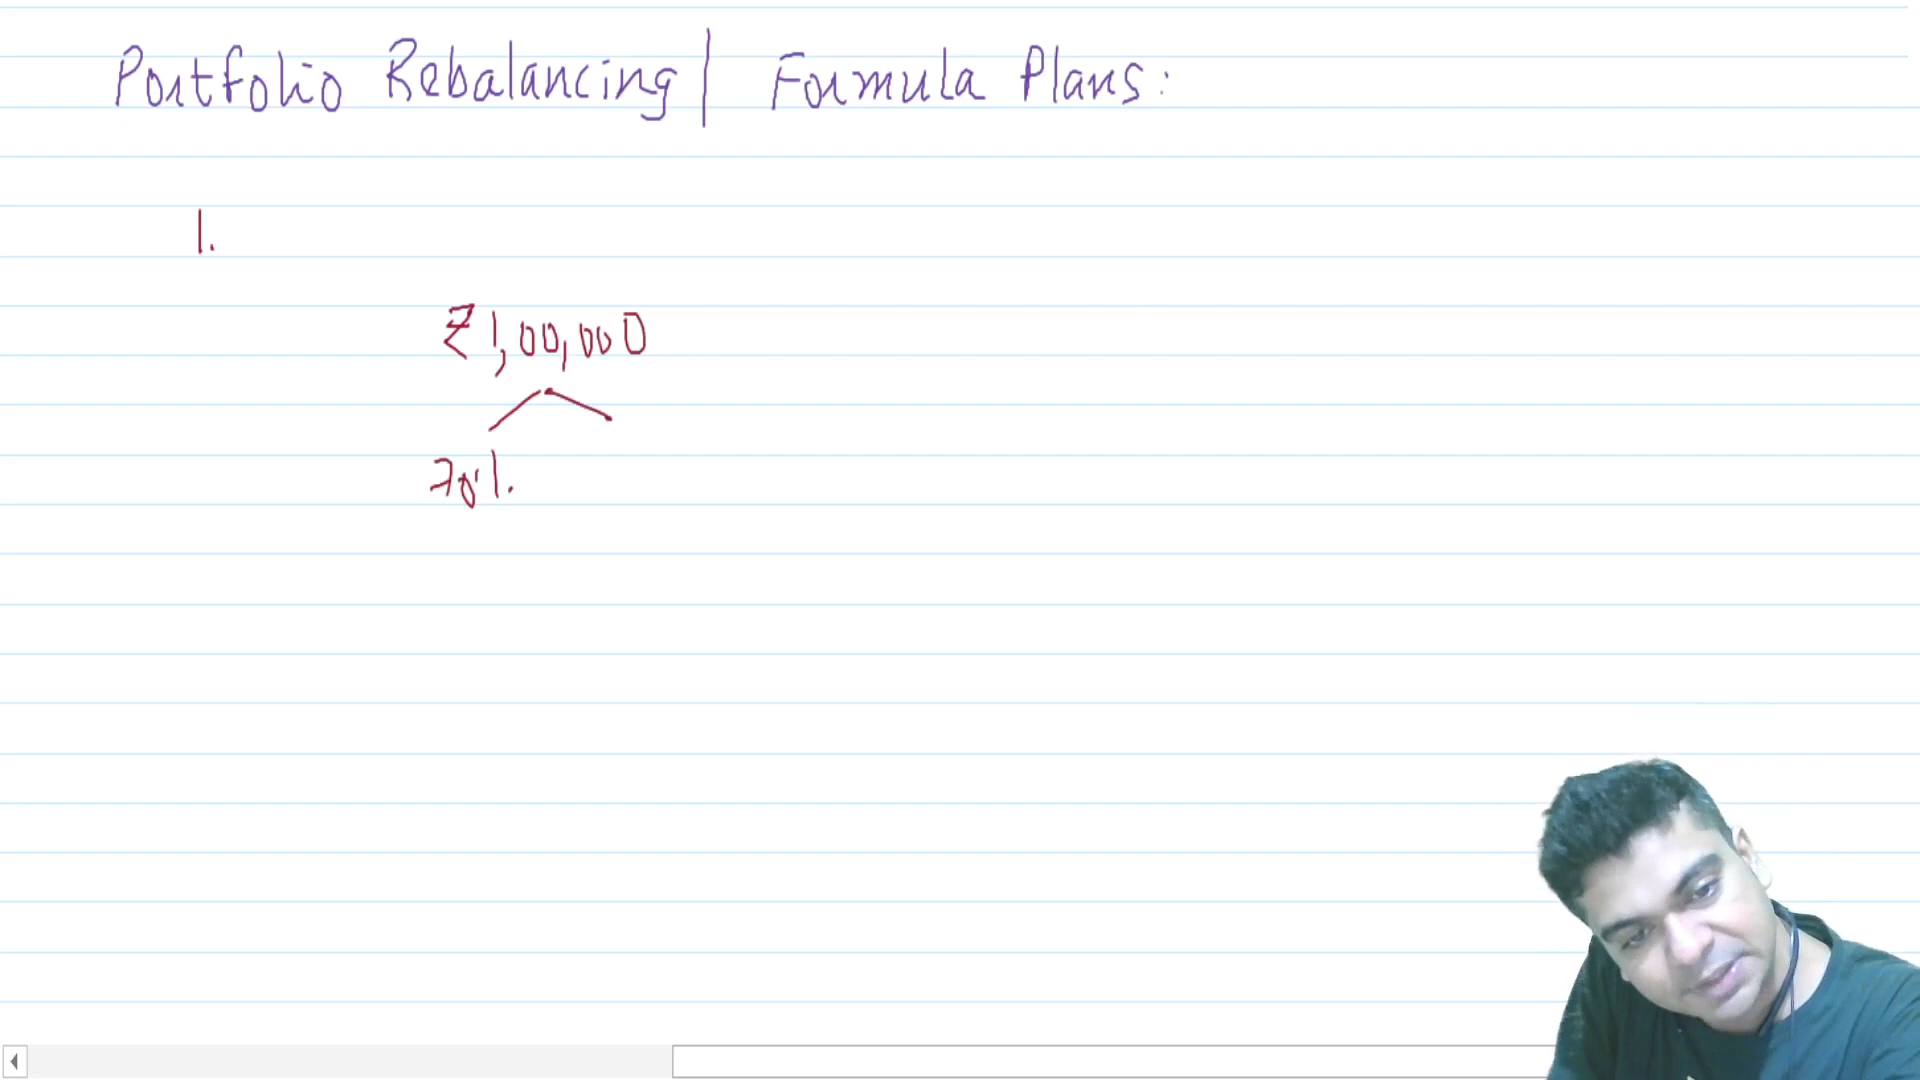 Portfolio Rebalancing | Formula Plans:
1.
₹1,00,000
70%.